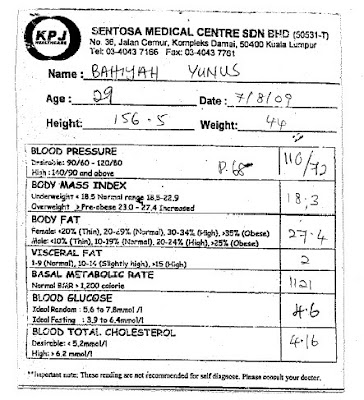 KPJ
HEALTHCARE
SENTOSA MEDICAL CENTRE SDN BHD (50531-T)
No. 36, Jalan Cemur, Kompleks Damai, 50400 Kuala Lumpur
Tel: 03-4043 7166 Fax: 03-4043 7761
Name : BAHIYAH YUNUS
Age : 29 Date : 7/8/09
Height: 156.5 Weight: 44
BLOOD PRESSURE
Desirable: 90/60 - 120/80 P. 68 110/72
High : 140/90 and above
BODY MASS INDEX
Underweight < 18.5 Normal range 18.5-22.9 18.3
Overweight > Pre-obese 23.0 - 27.4 Increased
BODY FAT
Female: <20% (Thin), 20-29% (Normal), 30-34% (High), >35% (Obese) 27.4
Male: <10% (Thin), 10-19% (Normal), 20-24% (High), >25% (Obese)
VISCERAL FAT
1-9 (Normal), 10-14 (Slightly high), >15 (High) 2
BASAL METABOLIC RATE
Normal BMR > 1,200 calorie 1121
BLOOD GLUCOSE
Ideal Random : 5.6 to 7.8mmol/l 4.6
Ideal Fasting : 3.9 to 6.4mmol/l
BLOOD TOTAL CHOLESTEROL
Desirable: < 5.2mmol/l 4.16
High: > 6.2 mmol/l
**Important note: These reading are not recommended for self diagnose. Please consult your doctor.